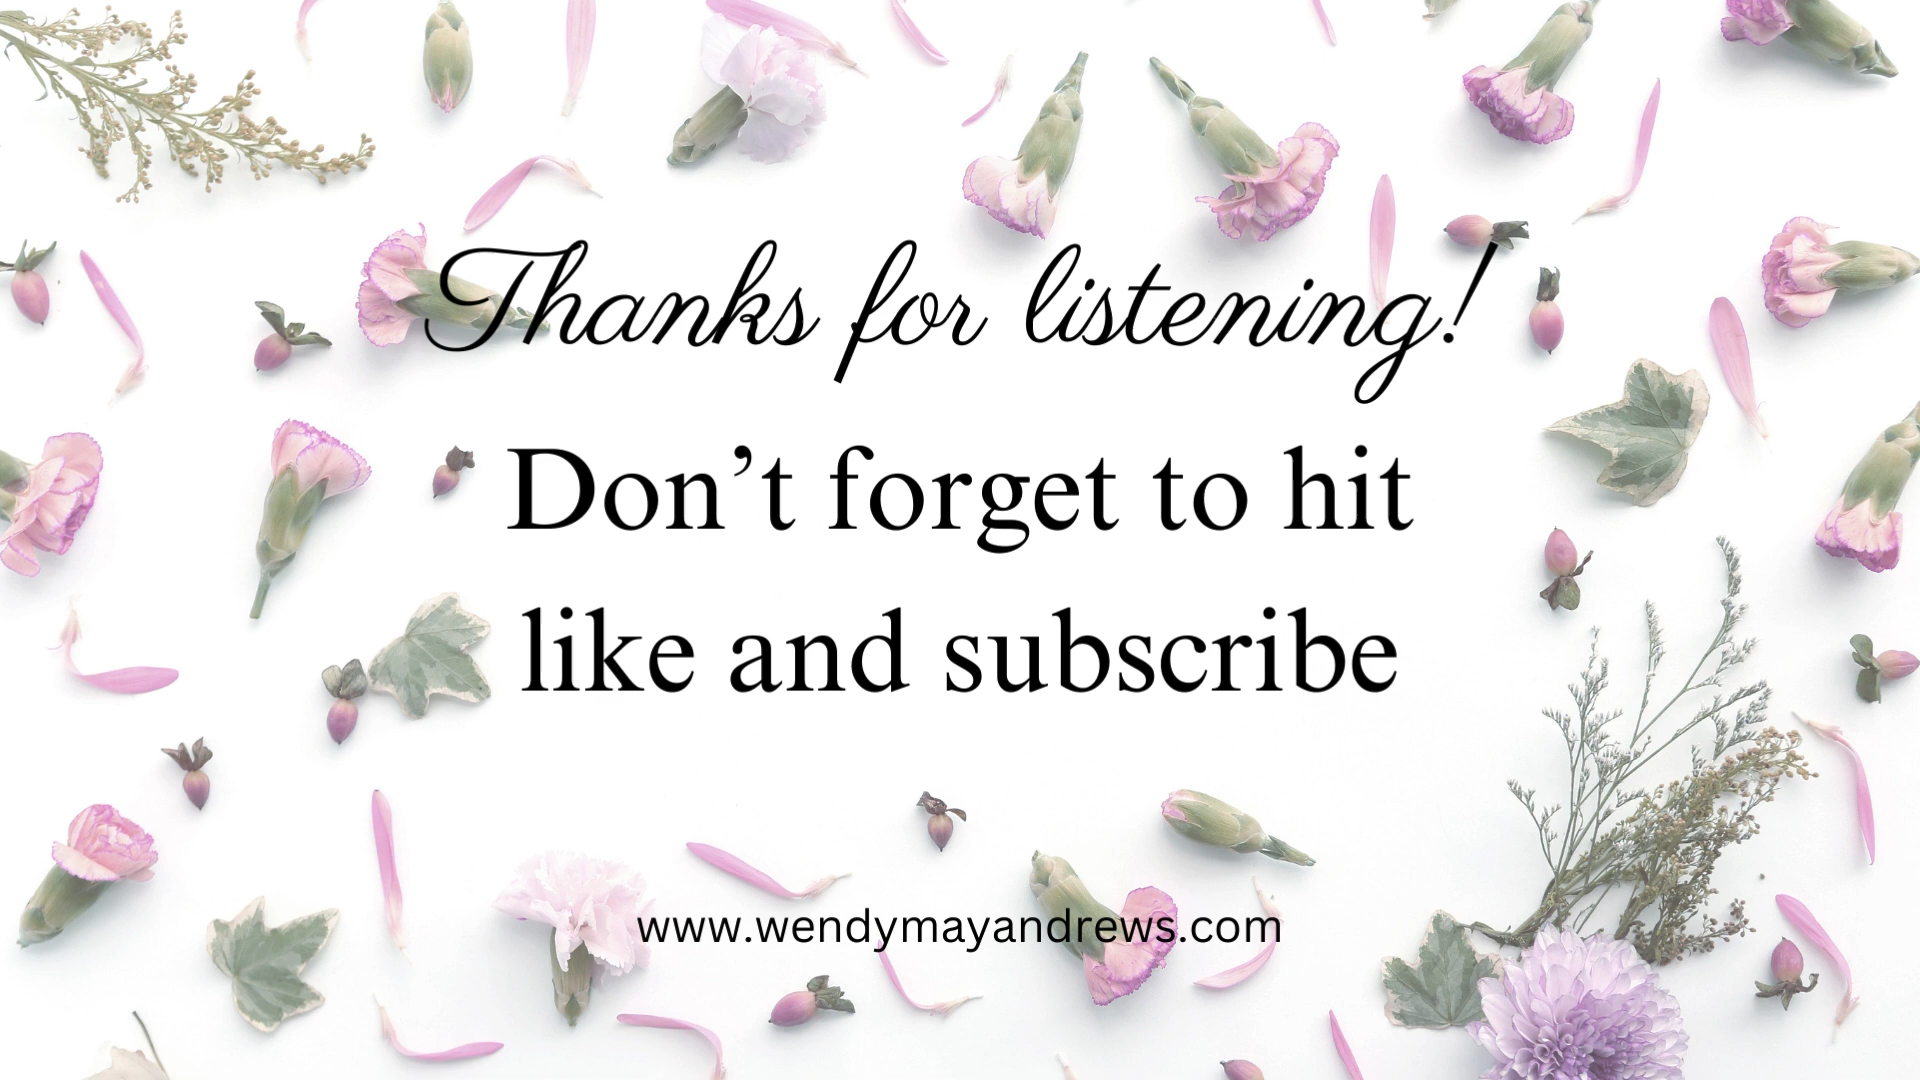 Thanks for listening!
Don’t forget to hit
like and subscribe
www.wendymayandrews.com